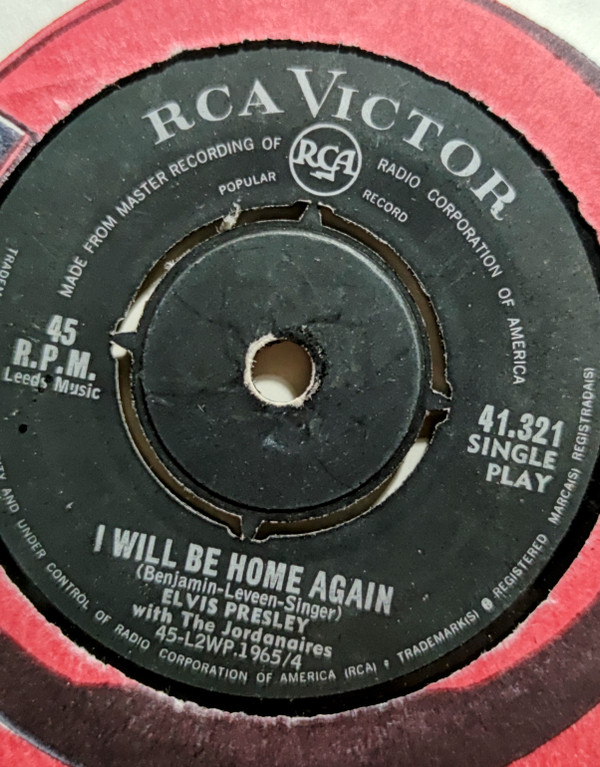 RCA VICTOR
MADE FROM MASTER RECORDING OF RCA RADIO CORPORATION OF AMERICA
POPULAR RECORD
45
R.P.M.
Leeds Music
41.321
SINGLE
PLAY
I WILL BE HOME AGAIN
(Benjamin-Leveen-Singer)
ELVIS PRESLEY
with The Jordanaires
45-L2WP.1965/4
AND UNDER CONTROL OF RADIO CORPORATION OF AMERICA (RCA) • TRADEMARK(S) ® REGISTERED MARCA(S) REGISTRADA(S)